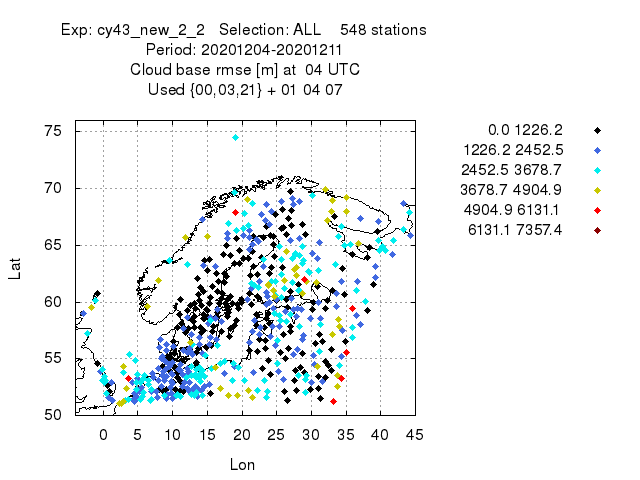 Exp: cy43_new_2_2 Selection: ALL 548 stations
Period: 20201204-20201211
Cloud base rmse [m] at 04 UTC
Used {00,03,21} + 01 04 07
0.0 1226.2
1226.2 2452.5
2452.5 3678.7
3678.7 4904.9
4904.9 6131.1
6131.1 7357.4
75
70
65
60
55
50
Lat
0 5 10 15 20 25 30 35 40 45
Lon